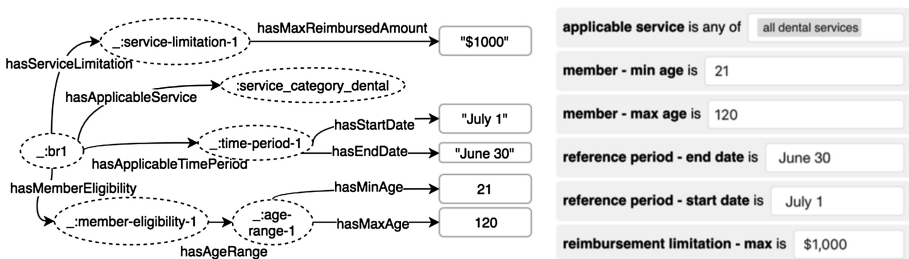 hasMaxReimbursedAmount
_:service-limitation-1
"$1000"
hasServiceLimitation
:service_category_dental
hasApplicableService
"July 1"
hasStartDate
_:time-period-1
_:br1
hasEndDate
"June 30"
hasApplicableTimePeriod
hasMemberEligibility
hasMinAge
21
_:member-eligibility-1
_:age-
range-1
hasMaxAge
120
hasAgeRange
applicable service is any of all dental services
member - min age is 21
member - max age is 120
reference period - end date is June 30
reference period - start date is July 1
reimbursement limitation - max is $1,000